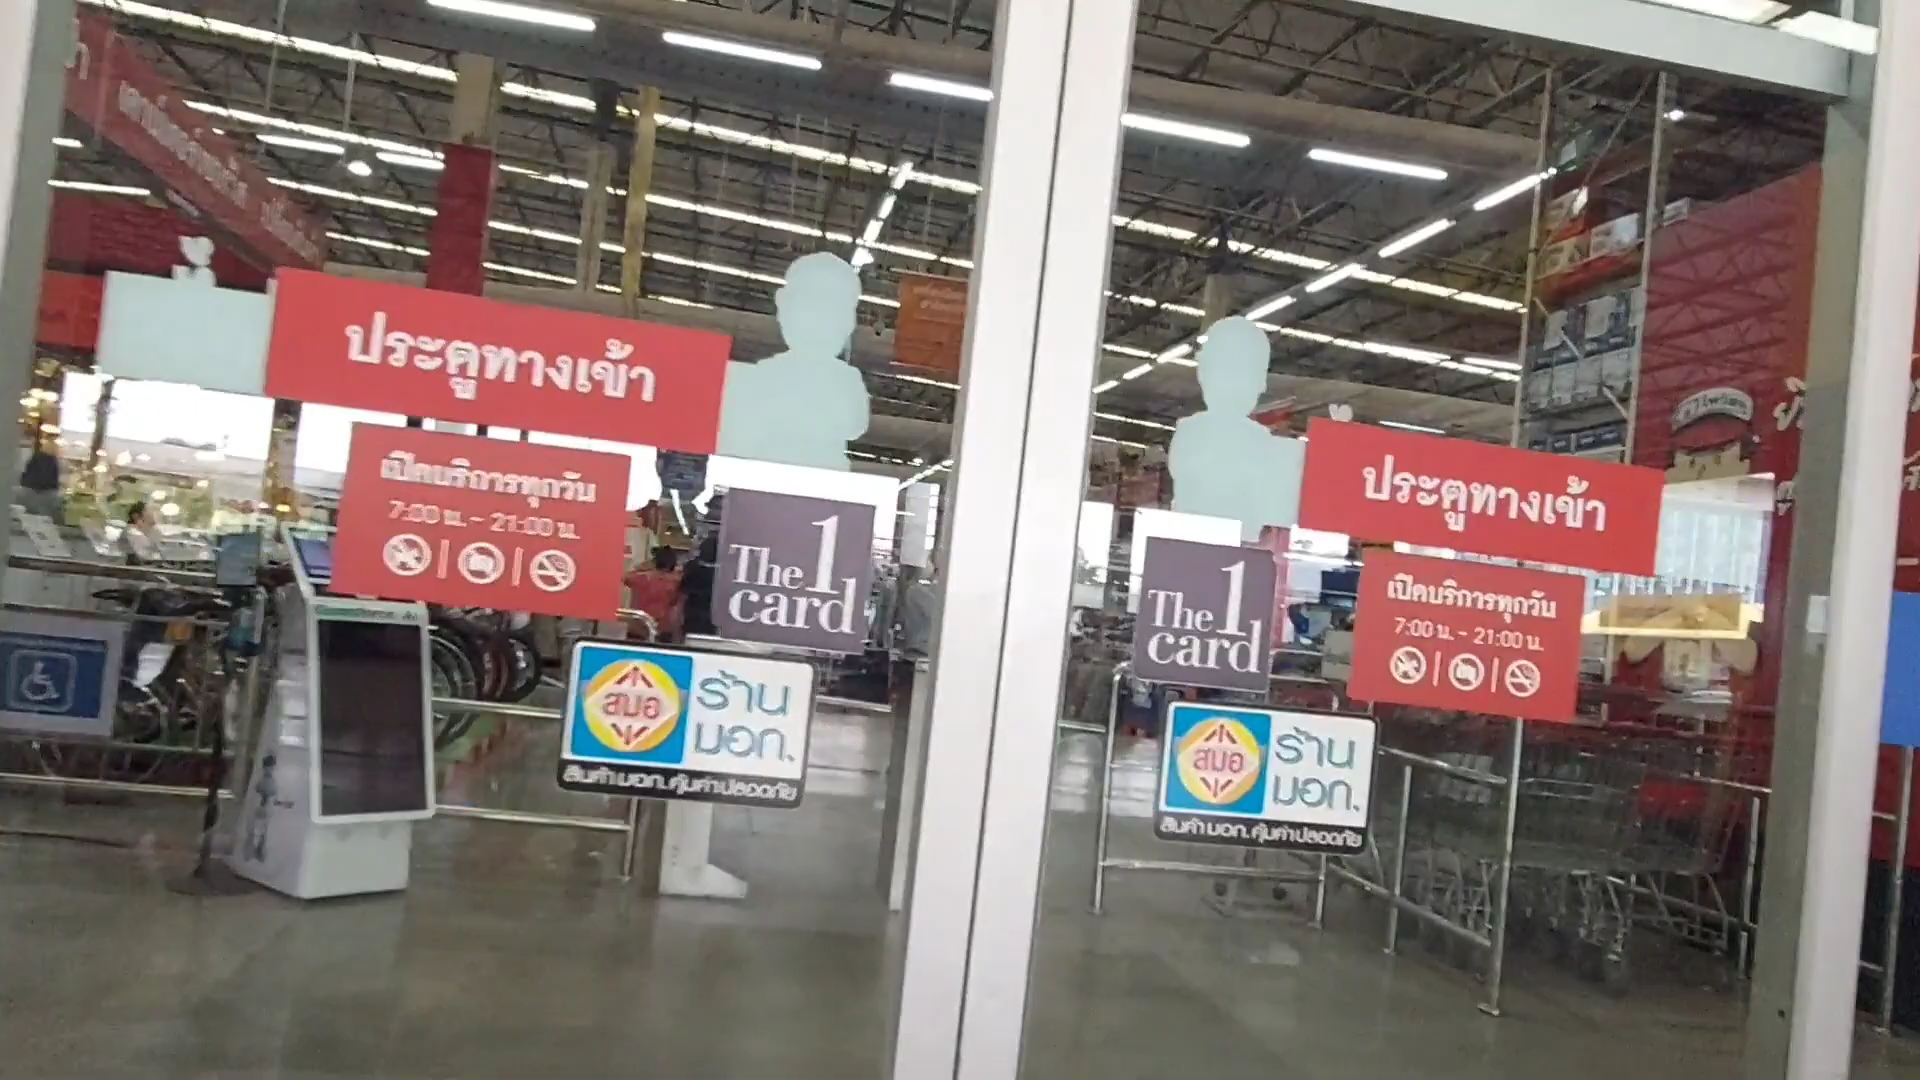 ประตูทางเข้า
เปิดบริการทุกวัน
7:00 น. - 21:00 น.
The 1
card
สมอ
ร้าน
มอก.
สินค้า มอก. คุ้มค่า ปลอดภัย
ประตูทางเข้า
เปิดบริการทุกวัน
7:00 น. - 21:00 น.
The 1
card
สมอ
ร้าน
มอก.
สินค้า มอก. คุ้มค่า ปลอดภัย